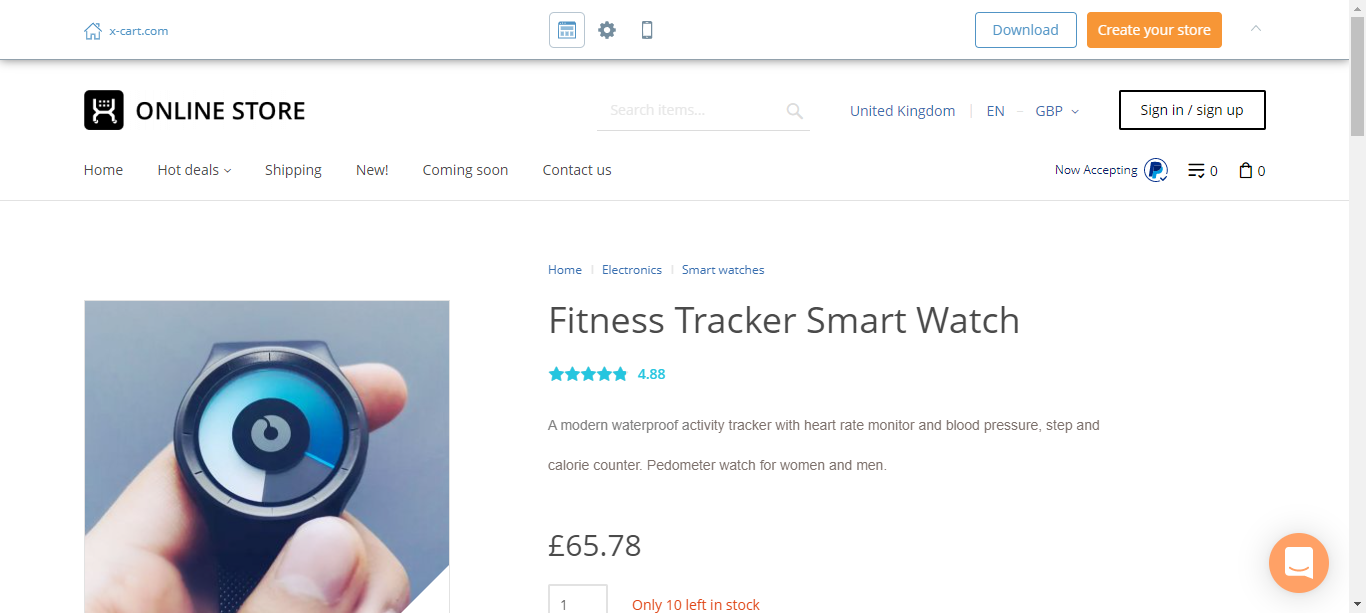 x-cart.com
Download
Create your store
ONLINE STORE
Search items...
United Kingdom
EN – GBP
Sign in / sign up
Home
Hot deals
Shipping
New!
Coming soon
Contact us
Now Accepting
0
0
Home
Electronics
Smart watches
Fitness Tracker Smart Watch
4.88
A modern waterproof activity tracker with heart rate monitor and blood pressure, step and
calorie counter. Pedometer watch for women and men.
£65.78
1
Only 10 left in stock